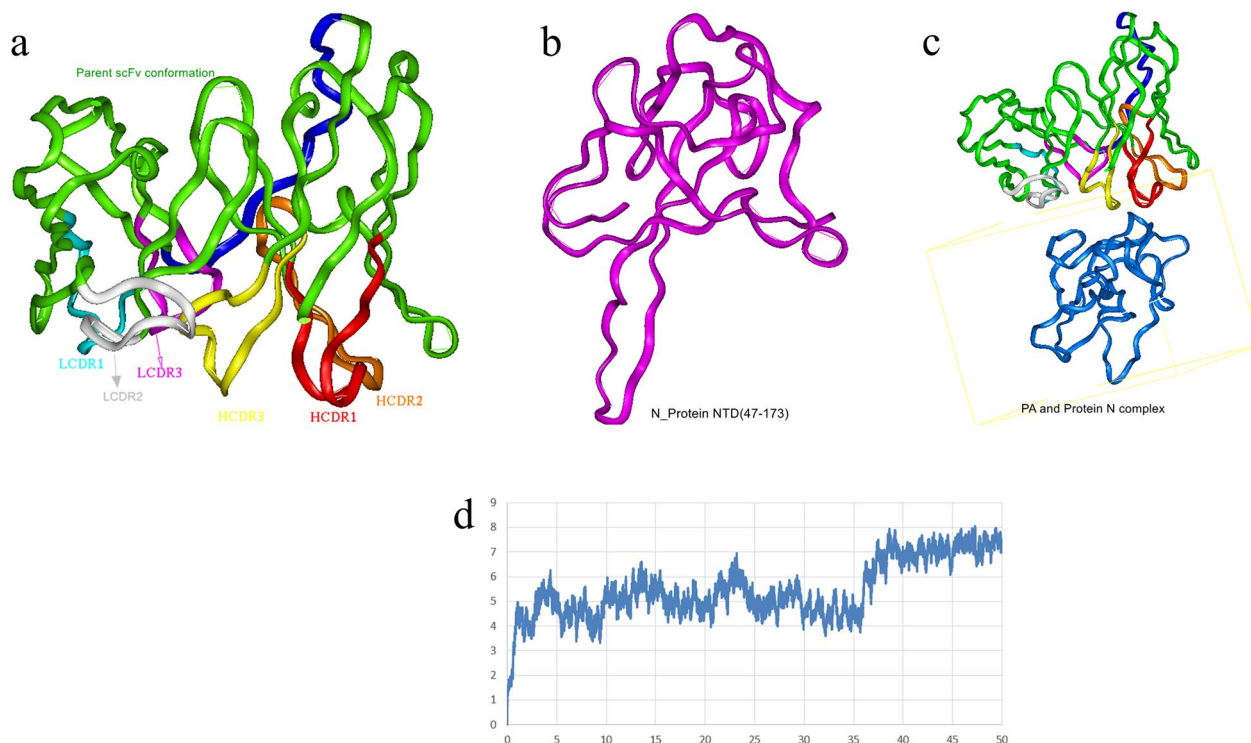 a
Parent scFv conformation
LCDR1
LCDR2
LCDR3
HCDR3
HCDR1
HCDR2
b
N_Protein NTD(47-173)
c
PA and Protein N complex
d
9
8
7
6
5
4
3
2
1
0
0 5 10 15 20 25 30 35 40 45 50